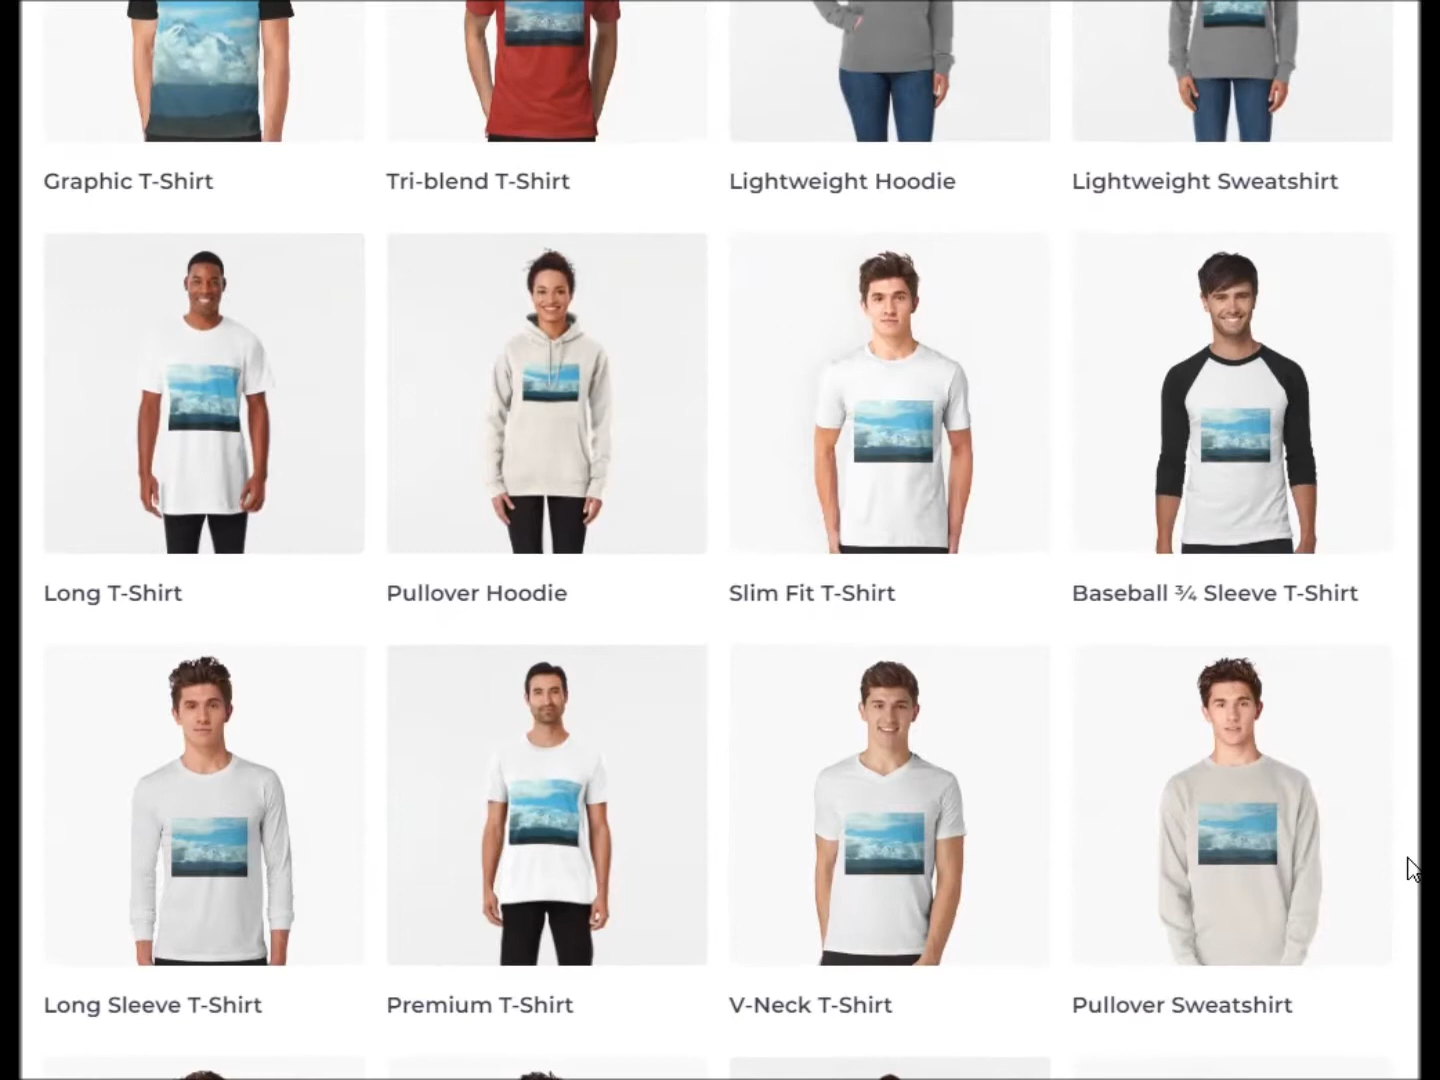 Graphic T-Shirt
Tri-blend T-Shirt
Lightweight Hoodie
Lightweight Sweatshirt
Long T-Shirt
Pullover Hoodie
Slim Fit T-Shirt
Baseball ¾ Sleeve T-Shirt
Long Sleeve T-Shirt
Premium T-Shirt
V-Neck T-Shirt
Pullover Sweatshirt